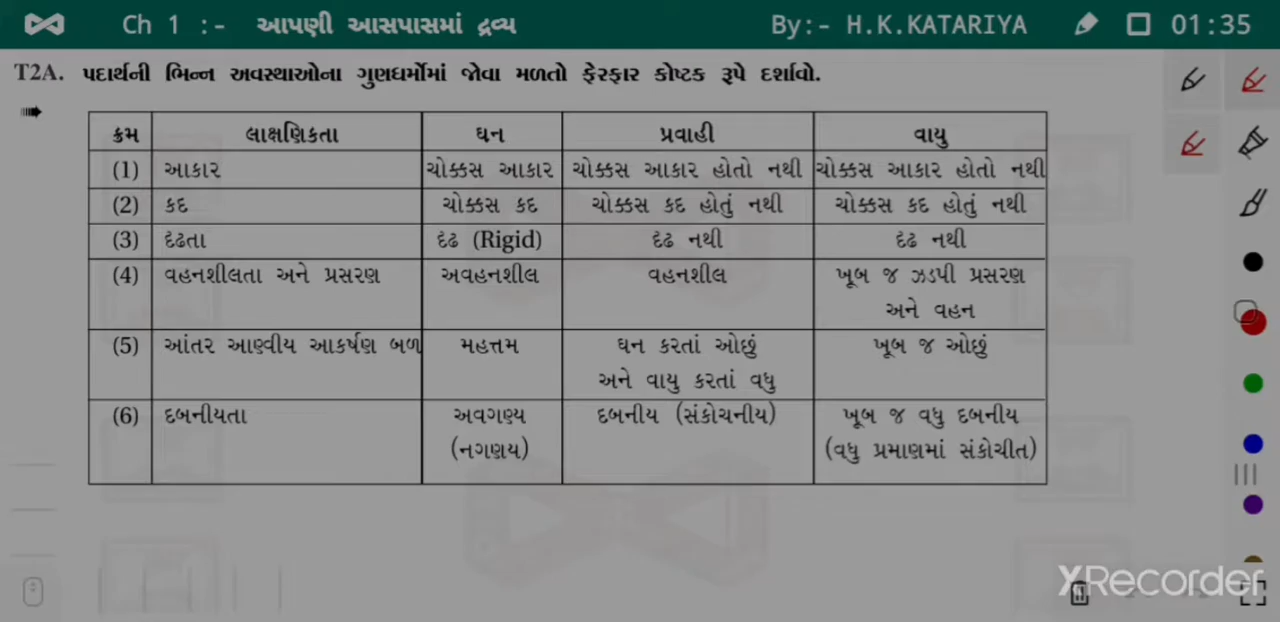 Ch 1 :- આપણી આસપાસમાં દ્રવ્ય By:- H.K.KATARIYA 01:35
T2A. પદાર્થની ભિન્ન અવસ્થાઓના ગુણધર્મોમાં જોવા મળતો ફેરફાર કોષ્ટક રૂપે દર્શાવો.
ક્રમ લાક્ષણિકતા ઘન પ્રવાહી વાયુ
(1) આકાર ચોક્કસ આકાર ચોક્કસ આકાર હોતો નથી ચોક્કસ આકાર હોતો નથી
(2) કદ ચોક્કસ કદ ચોક્કસ કદ હોતું નથી ચોક્કસ કદ હોતું નથી
(3) દૃઢતા દૃઢ (Rigid) દૃઢ નથી દૃઢ નથી
(4) વહનશીલતા અને પ્રસરણ અવહનશીલ વહનશીલ ખૂબ જ ઝડપી પ્રસરણ
અને વહન
(5) આંતર આણ્વીય આકર્ષણ બળ મહત્તમ ઘન કરતાં ઓછું ખૂબ જ ઓછું
અને વાયુ કરતાં વધુ
(6) દબનીયતા અવગણ્ય દબનીય (સંકોચનીય) ખૂબ જ વધુ દબનીય
(નગણય) (વધુ પ્રમાણમાં સંકોચીત)
XRecorder